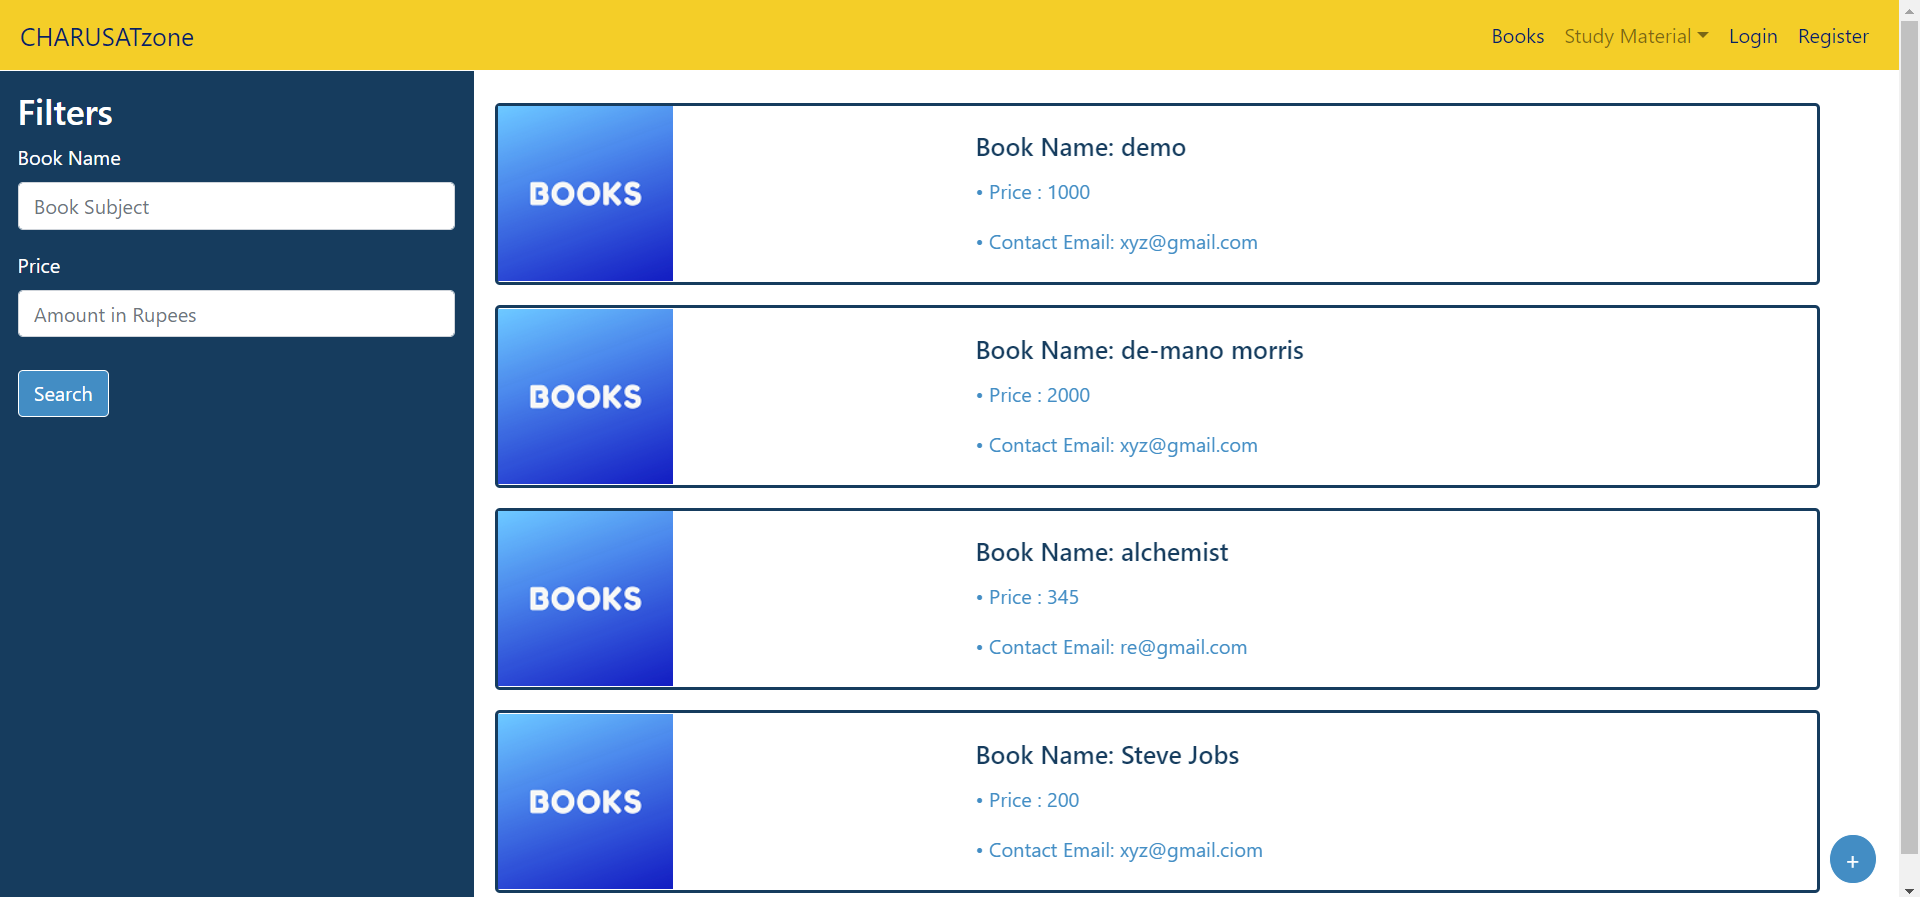 CHARUSATzone
Books Study Material Login Register
Filters
Book Name
Book Subject
Price
Amount in Rupees
Search
BOOKS
Book Name: demo
• Price : 1000
• Contact Email: xyz@gmail.com
BOOKS
Book Name: de-mano morris
• Price : 2000
• Contact Email: xyz@gmail.com
BOOKS
Book Name: alchemist
• Price : 345
• Contact Email: re@gmail.com
BOOKS
Book Name: Steve Jobs
• Price : 200
• Contact Email: xyz@gmail.ciom
+